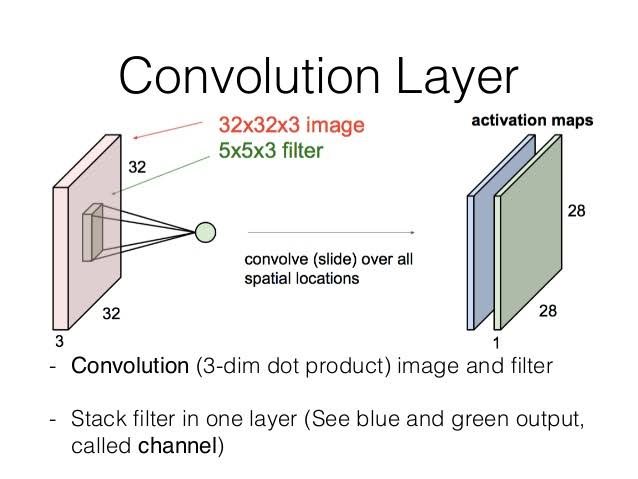 Convolution Layer
32x32x3 image
5x5x3 filter
activation maps
32
28
convolve (slide) over all
spatial locations
32
28
3
1
- Convolution (3-dim dot product) image and filter
- Stack filter in one layer (See blue and green output,
called channel)